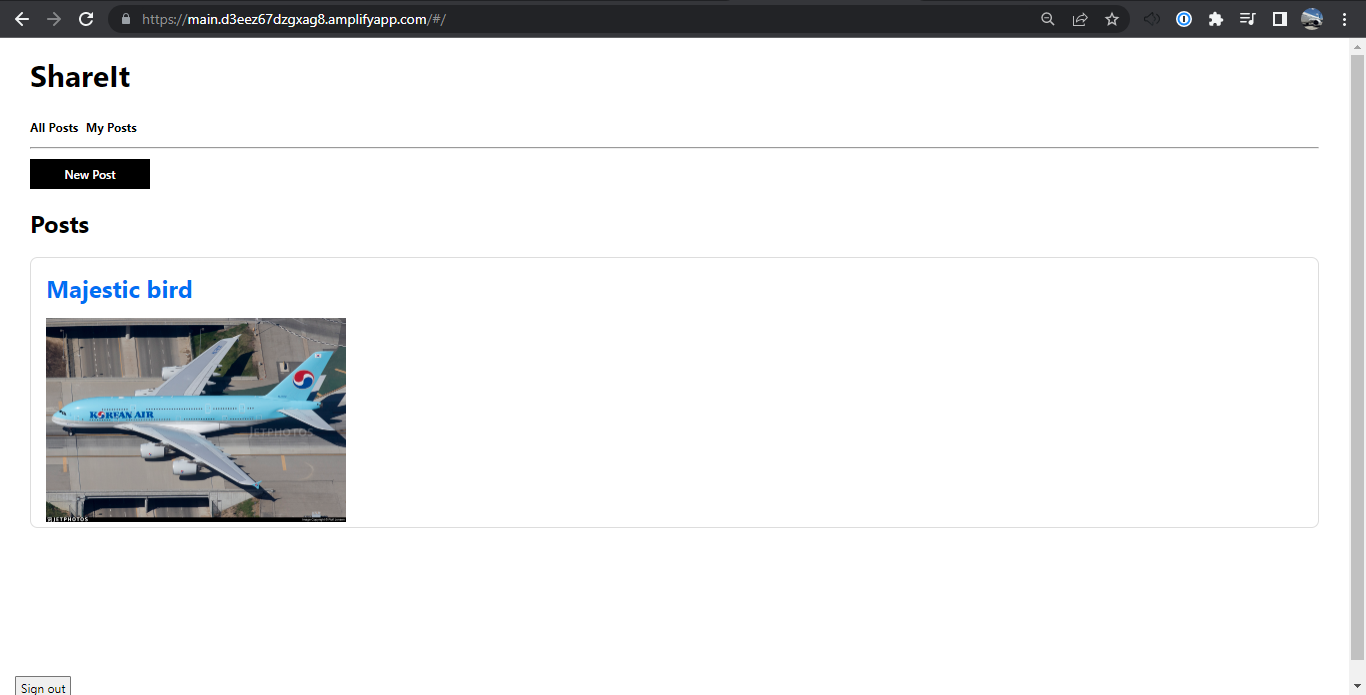 https://main.d3eez67dzgxag8.amplifyapp.com/#/
ShareIt
All Posts My Posts
New Post
Posts
Majestic bird
KOREAN AIR
JETPHOTOS
JETPHOTOS
Sign out